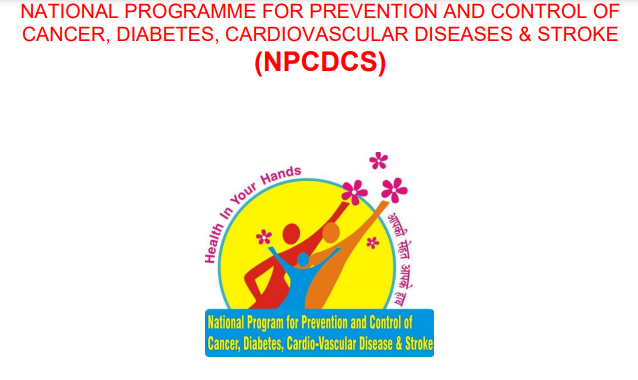 NATIONAL PROGRAMME FOR PREVENTION AND CONTROL OF
CANCER, DIABETES, CARDIOVASCULAR DISEASES & STROKE
(NPCDCS)
Health In Your Hands
आपकी सेहत आपके हाथ
National Program for Prevention and Control of
Cancer, Diabetes, Cardio-Vascular Disease & Stroke